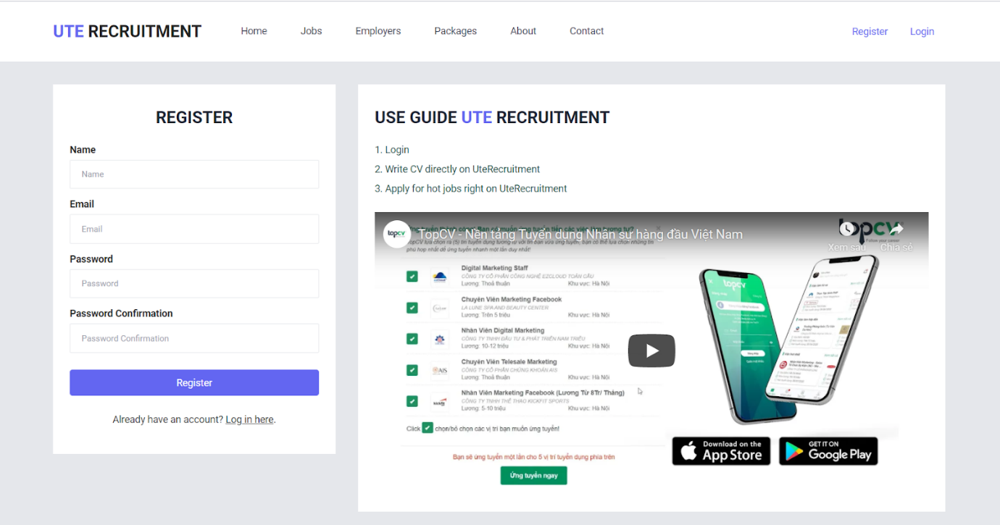 UTE RECRUITMENT
Home
Jobs
Employers
Packages
About
Contact
Register
Login
REGISTER
Name
Name
Email
Email
Password
Password
Password Confirmation
Password Confirmation
Register
Already have an account? Log in here.
USE GUIDE UTE RECRUITMENT
1. Login
2. Write CV directly on UteRecruitment
3. Apply for hot jobs right on UteRecruitment
topcv
TopCV - Nền tảng Tuyển dụng Nhân sự hàng đầu Việt Nam
Xem sau
Chia sẻ
topcv
Follow your career
Digital Marketing Staff
CÔNG TY CỔ PHẦN CÔNG NGHỆ EZCLOUD TOÀN CẦU
Lương: Thoả thuận
Khu vực: Hà Nội
Chuyên Viên Marketing Facebook
LA LUNE SPA AND BEAUTY CENTER
Lương: Trên 5 triệu
Khu vực: Hà Nội
Nhân Viên Digital Marketing
CÔNG TY TNHH ĐẦU TƯ & PHÁT TRIỂN NAM TRIỀU
Lương: 10-12 triệu
Khu vực: Hà Nội
Chuyên Viên Telesale Marketing
CÔNG TY CỔ PHẦN CHỨNG KHOÁN AIS
Lương: Thoả thuận
Khu vực: Hà Nội
AIS
Nhân Viên Marketing Facebook (Lương Từ 8Tr/ Tháng)
CÔNG TY TNHH THỂ THAO KICKFIT SPORTS
Lương: 5-10 triệu
Khu vực: Hà Nội
Click chọn/bỏ chọn các vị trí bạn muốn ứng tuyển!
Bạn sẽ ứng tuyển một lần cho 5 vị trí tuyển dụng phía trên
Ứng tuyển ngay
topcv
Download on the
App Store
GET IT ON
Google Play